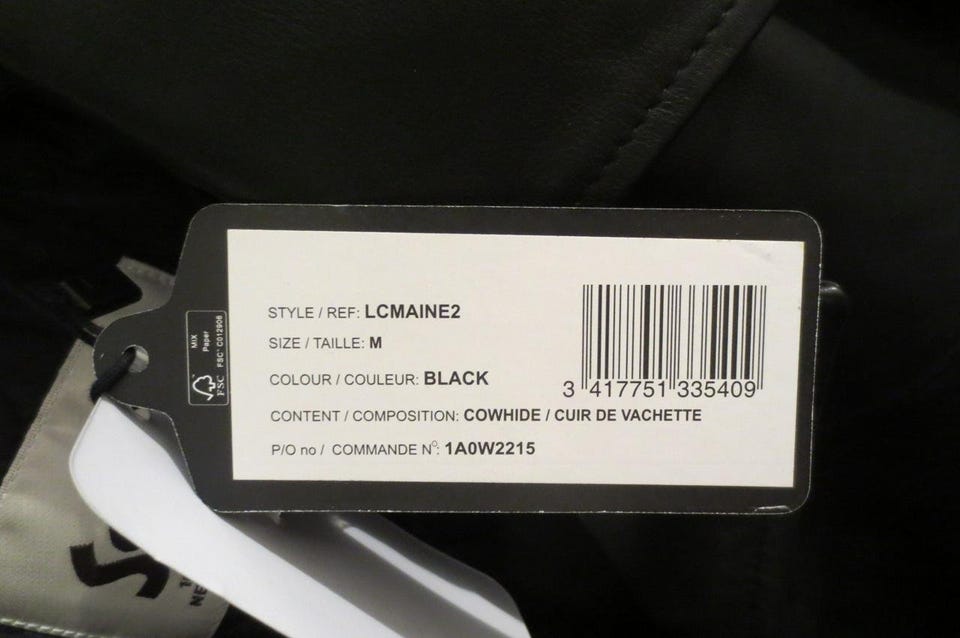 STYLE / REF: LCMAINE2
SIZE / TAILLE: M
COLOUR / COULEUR: BLACK
CONTENT / COMPOSITION: COWHIDE / CUIR DE VACHETTE
P/O no / COMMANDE N°: 1A0W2215
3 417751 335409
MIX
Paper
FSC® C012908
FSC